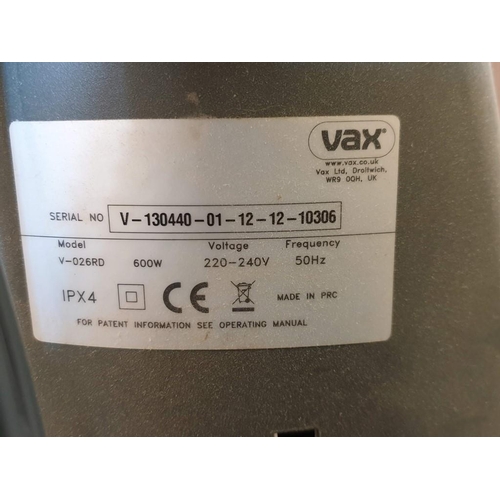 vax
www.vax.co.uk
Vax Ltd, Droitwich,
WR9 0QH, UK
SERIAL NO V-130440-01-12-12-10306
Model Voltage Frequency
V-026RD 600W 220-240V 50Hz
IPX4 CE MADE IN PRC
FOR PATENT INFORMATION SEE OPERATING MANUAL